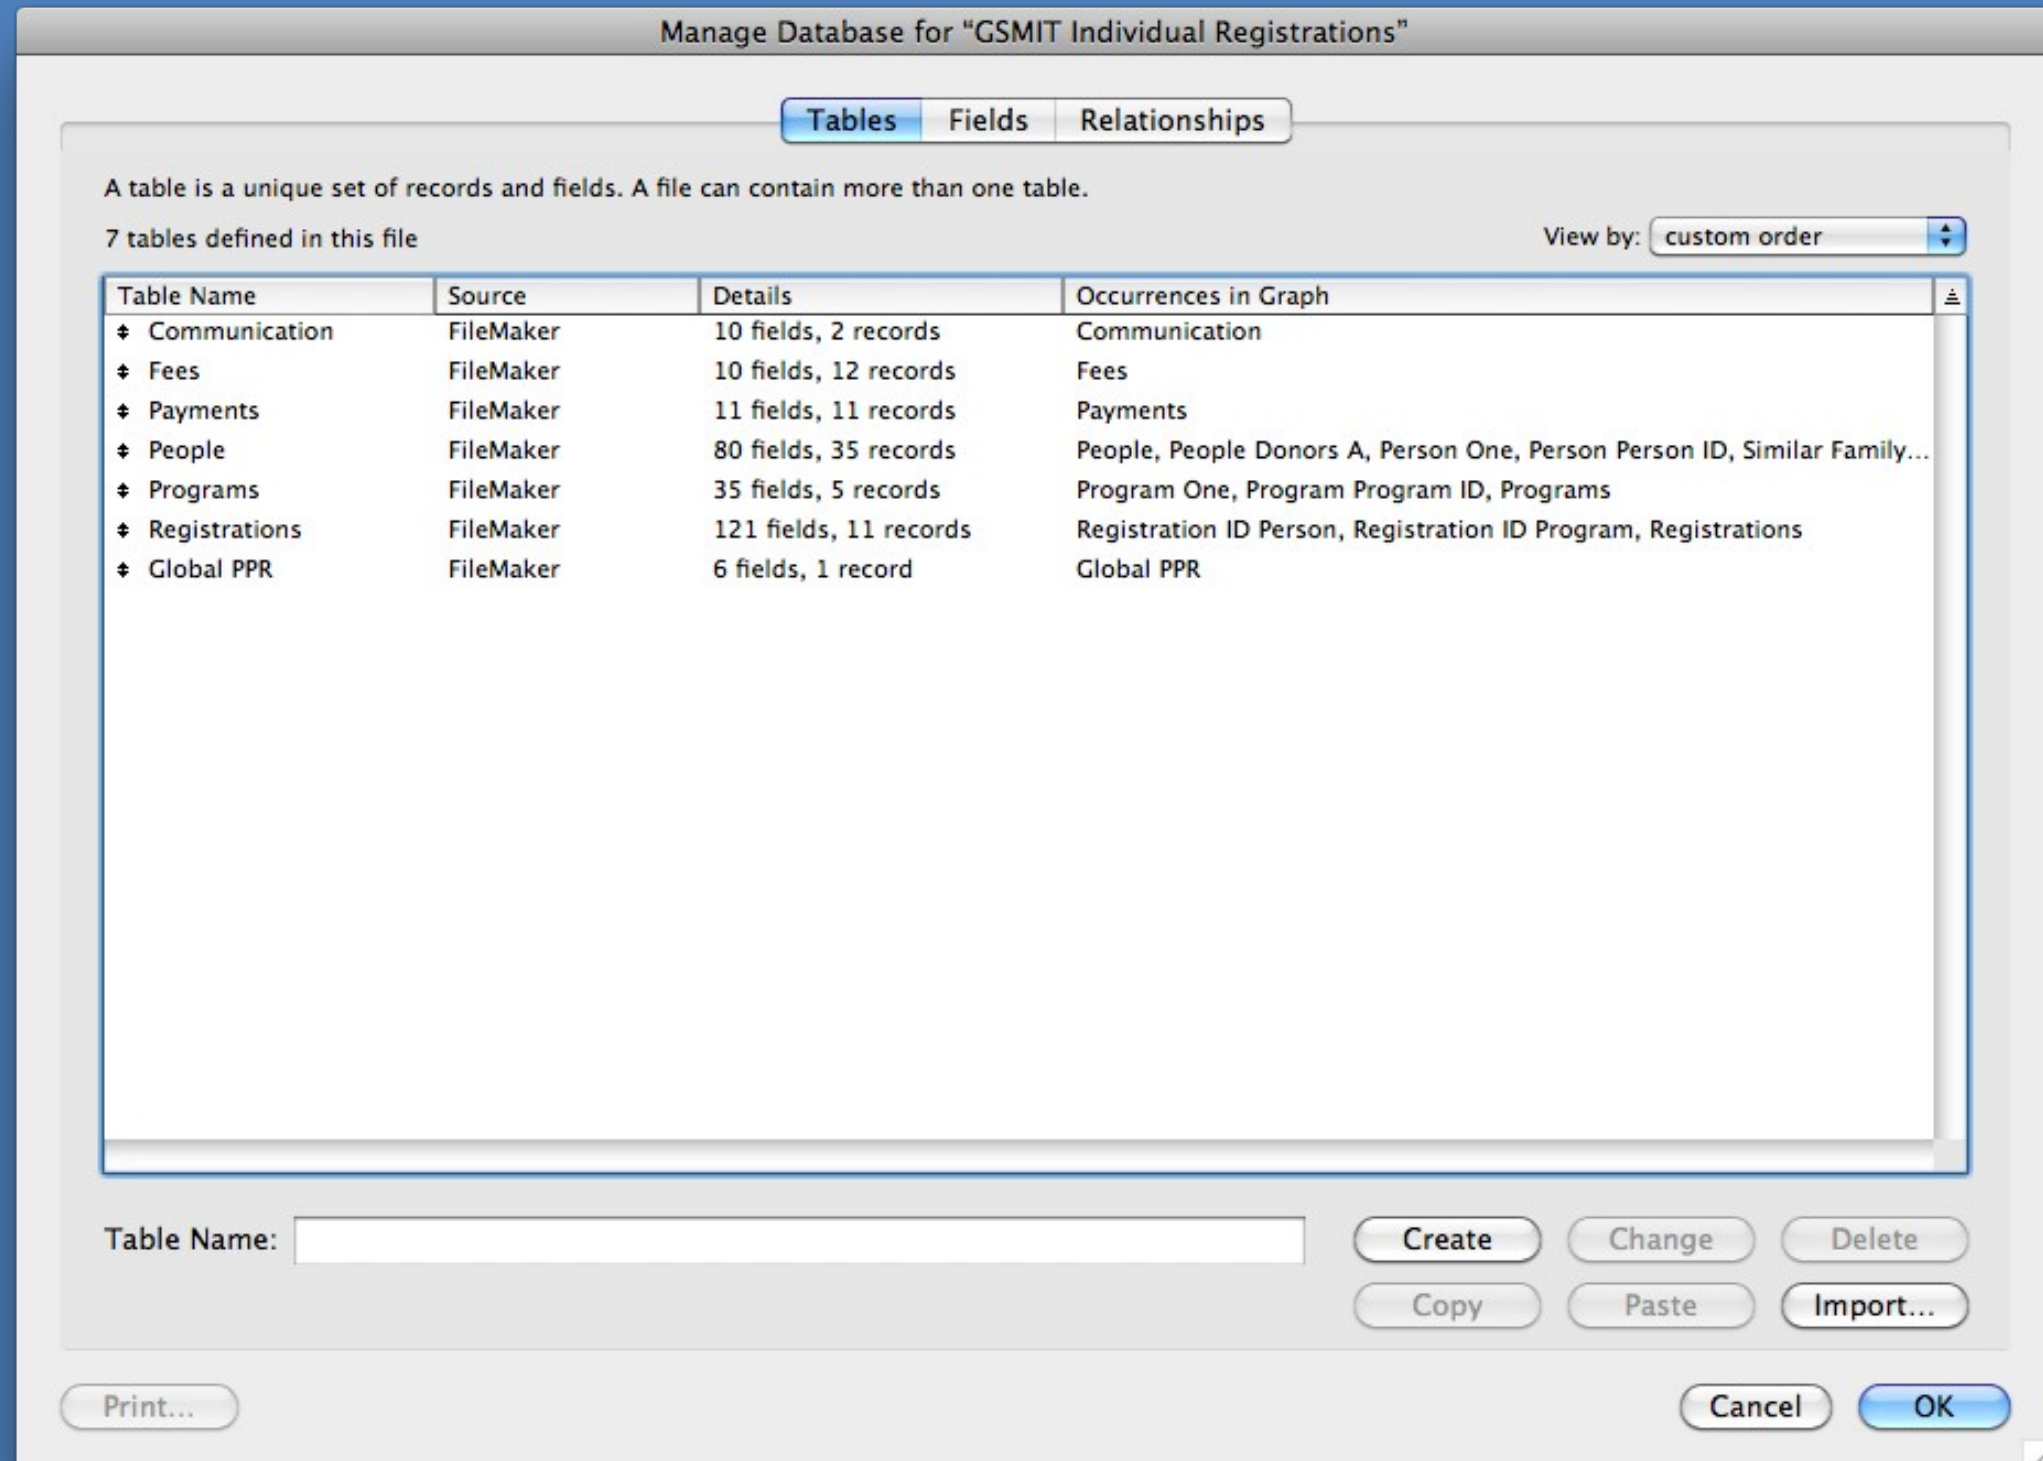 Manage Database for “GSMIT Individual Registrations”
Tables Fields Relationships
A table is a unique set of records and fields. A file can contain more than one table.
7 tables defined in this file
View by: custom order
Table Name Source Details Occurrences in Graph
Communication FileMaker 10 fields, 2 records Communication
Fees FileMaker 10 fields, 12 records Fees
Payments FileMaker 11 fields, 11 records Payments
People FileMaker 80 fields, 35 records People, People Donors A, Person One, Person Person ID, Similar Family...
Programs FileMaker 35 fields, 5 records Program One, Program Program ID, Programs
Registrations FileMaker 121 fields, 11 records Registration ID Person, Registration ID Program, Registrations
Global PPR FileMaker 6 fields, 1 record Global PPR
Table Name: Create Change Delete
Copy Paste Import...
Print... Cancel OK